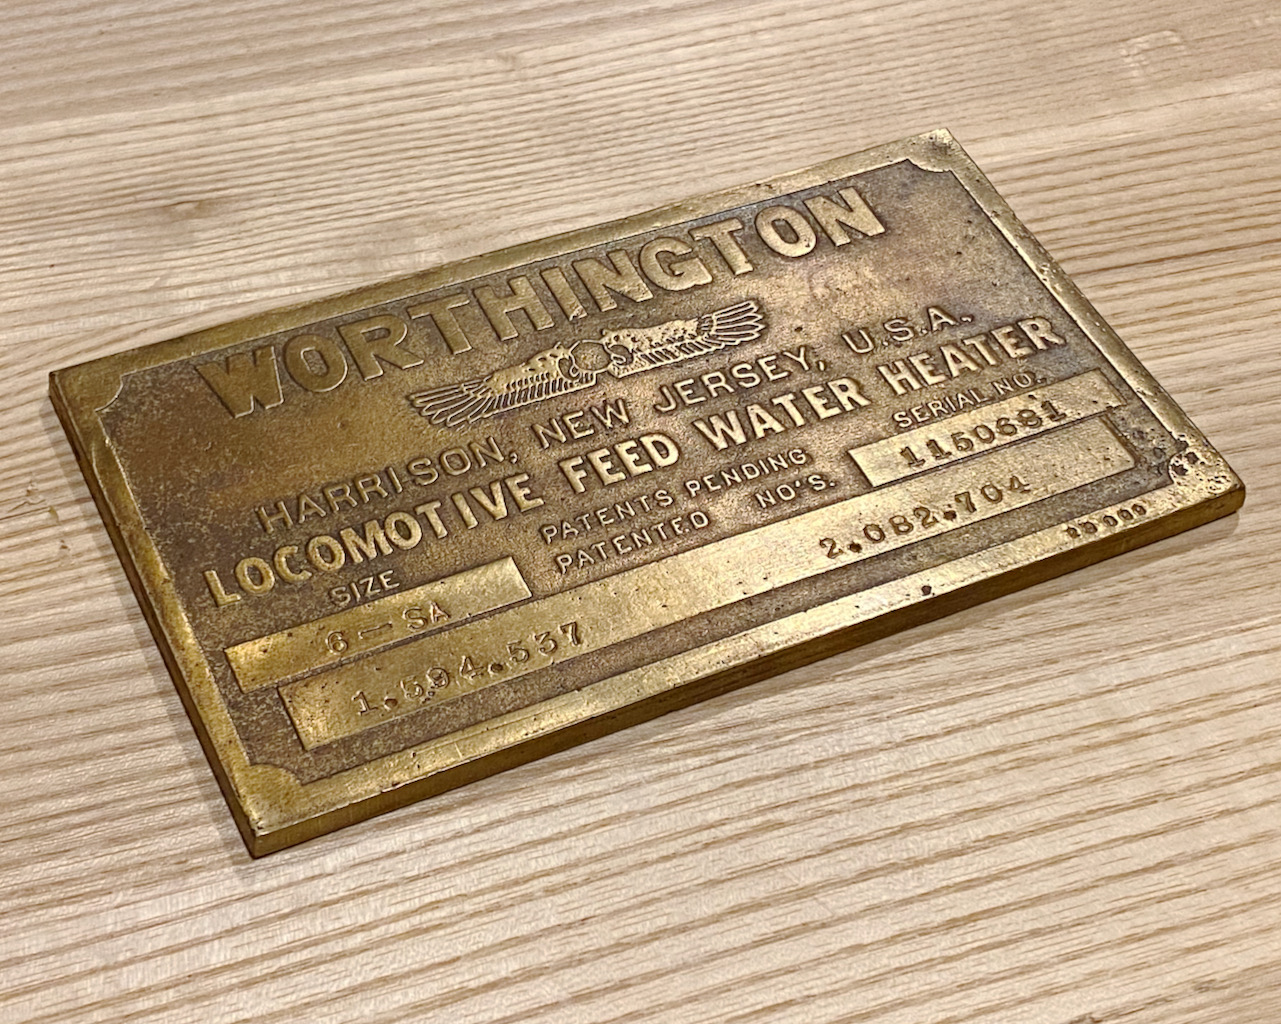 WORTHINGTON
HARRISON, NEW JERSEY, U.S.A.
LOCOMOTIVE FEED WATER HEATER
SIZE
6—SA
PATENTS PENDING
PATENTED NO'S.
SERIAL NO.
1150681
1.594.537 2.082.704